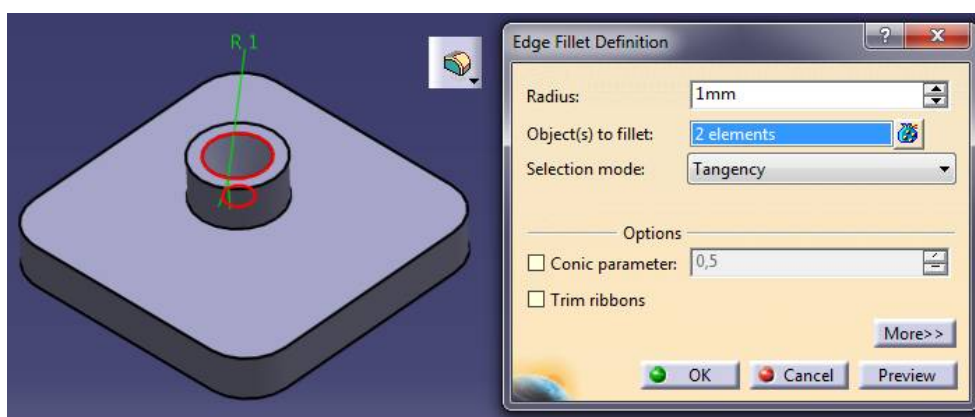 R 1
Edge Fillet Definition
?
Radius: 1mm
Object(s) to fillet: 2 elements
Selection mode: Tangency
Options
Conic parameter: 0,5
Trim ribbons
More>>
OK Cancel Preview